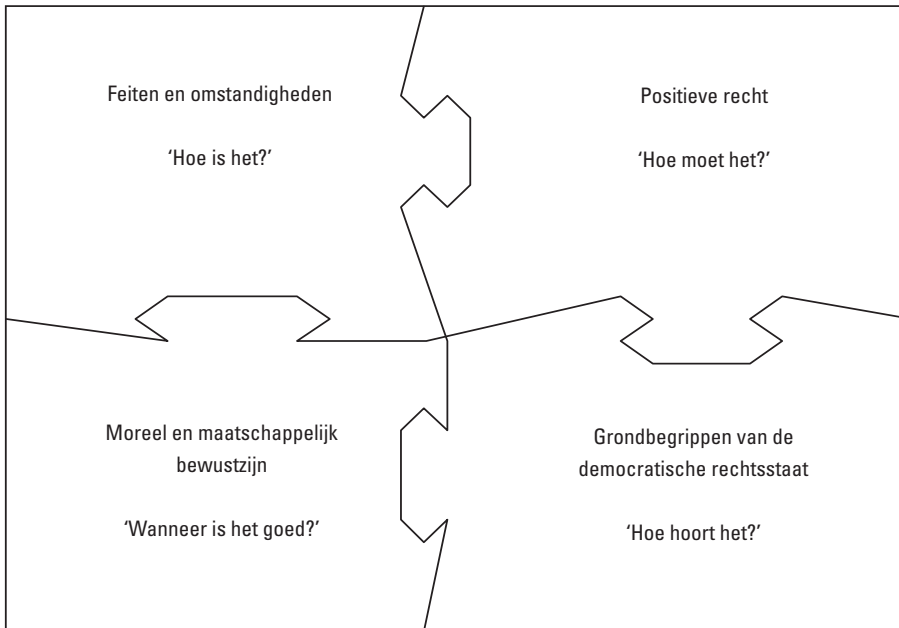 Feiten en omstandigheden
‘Hoe is het?’
Positieve recht
‘Hoe moet het?’
Moreel en maatschappelijk
bewustzijn
‘Wanneer is het goed?’
Grondbegrippen van de
democratische rechtsstaat
‘Hoe hoort het?’